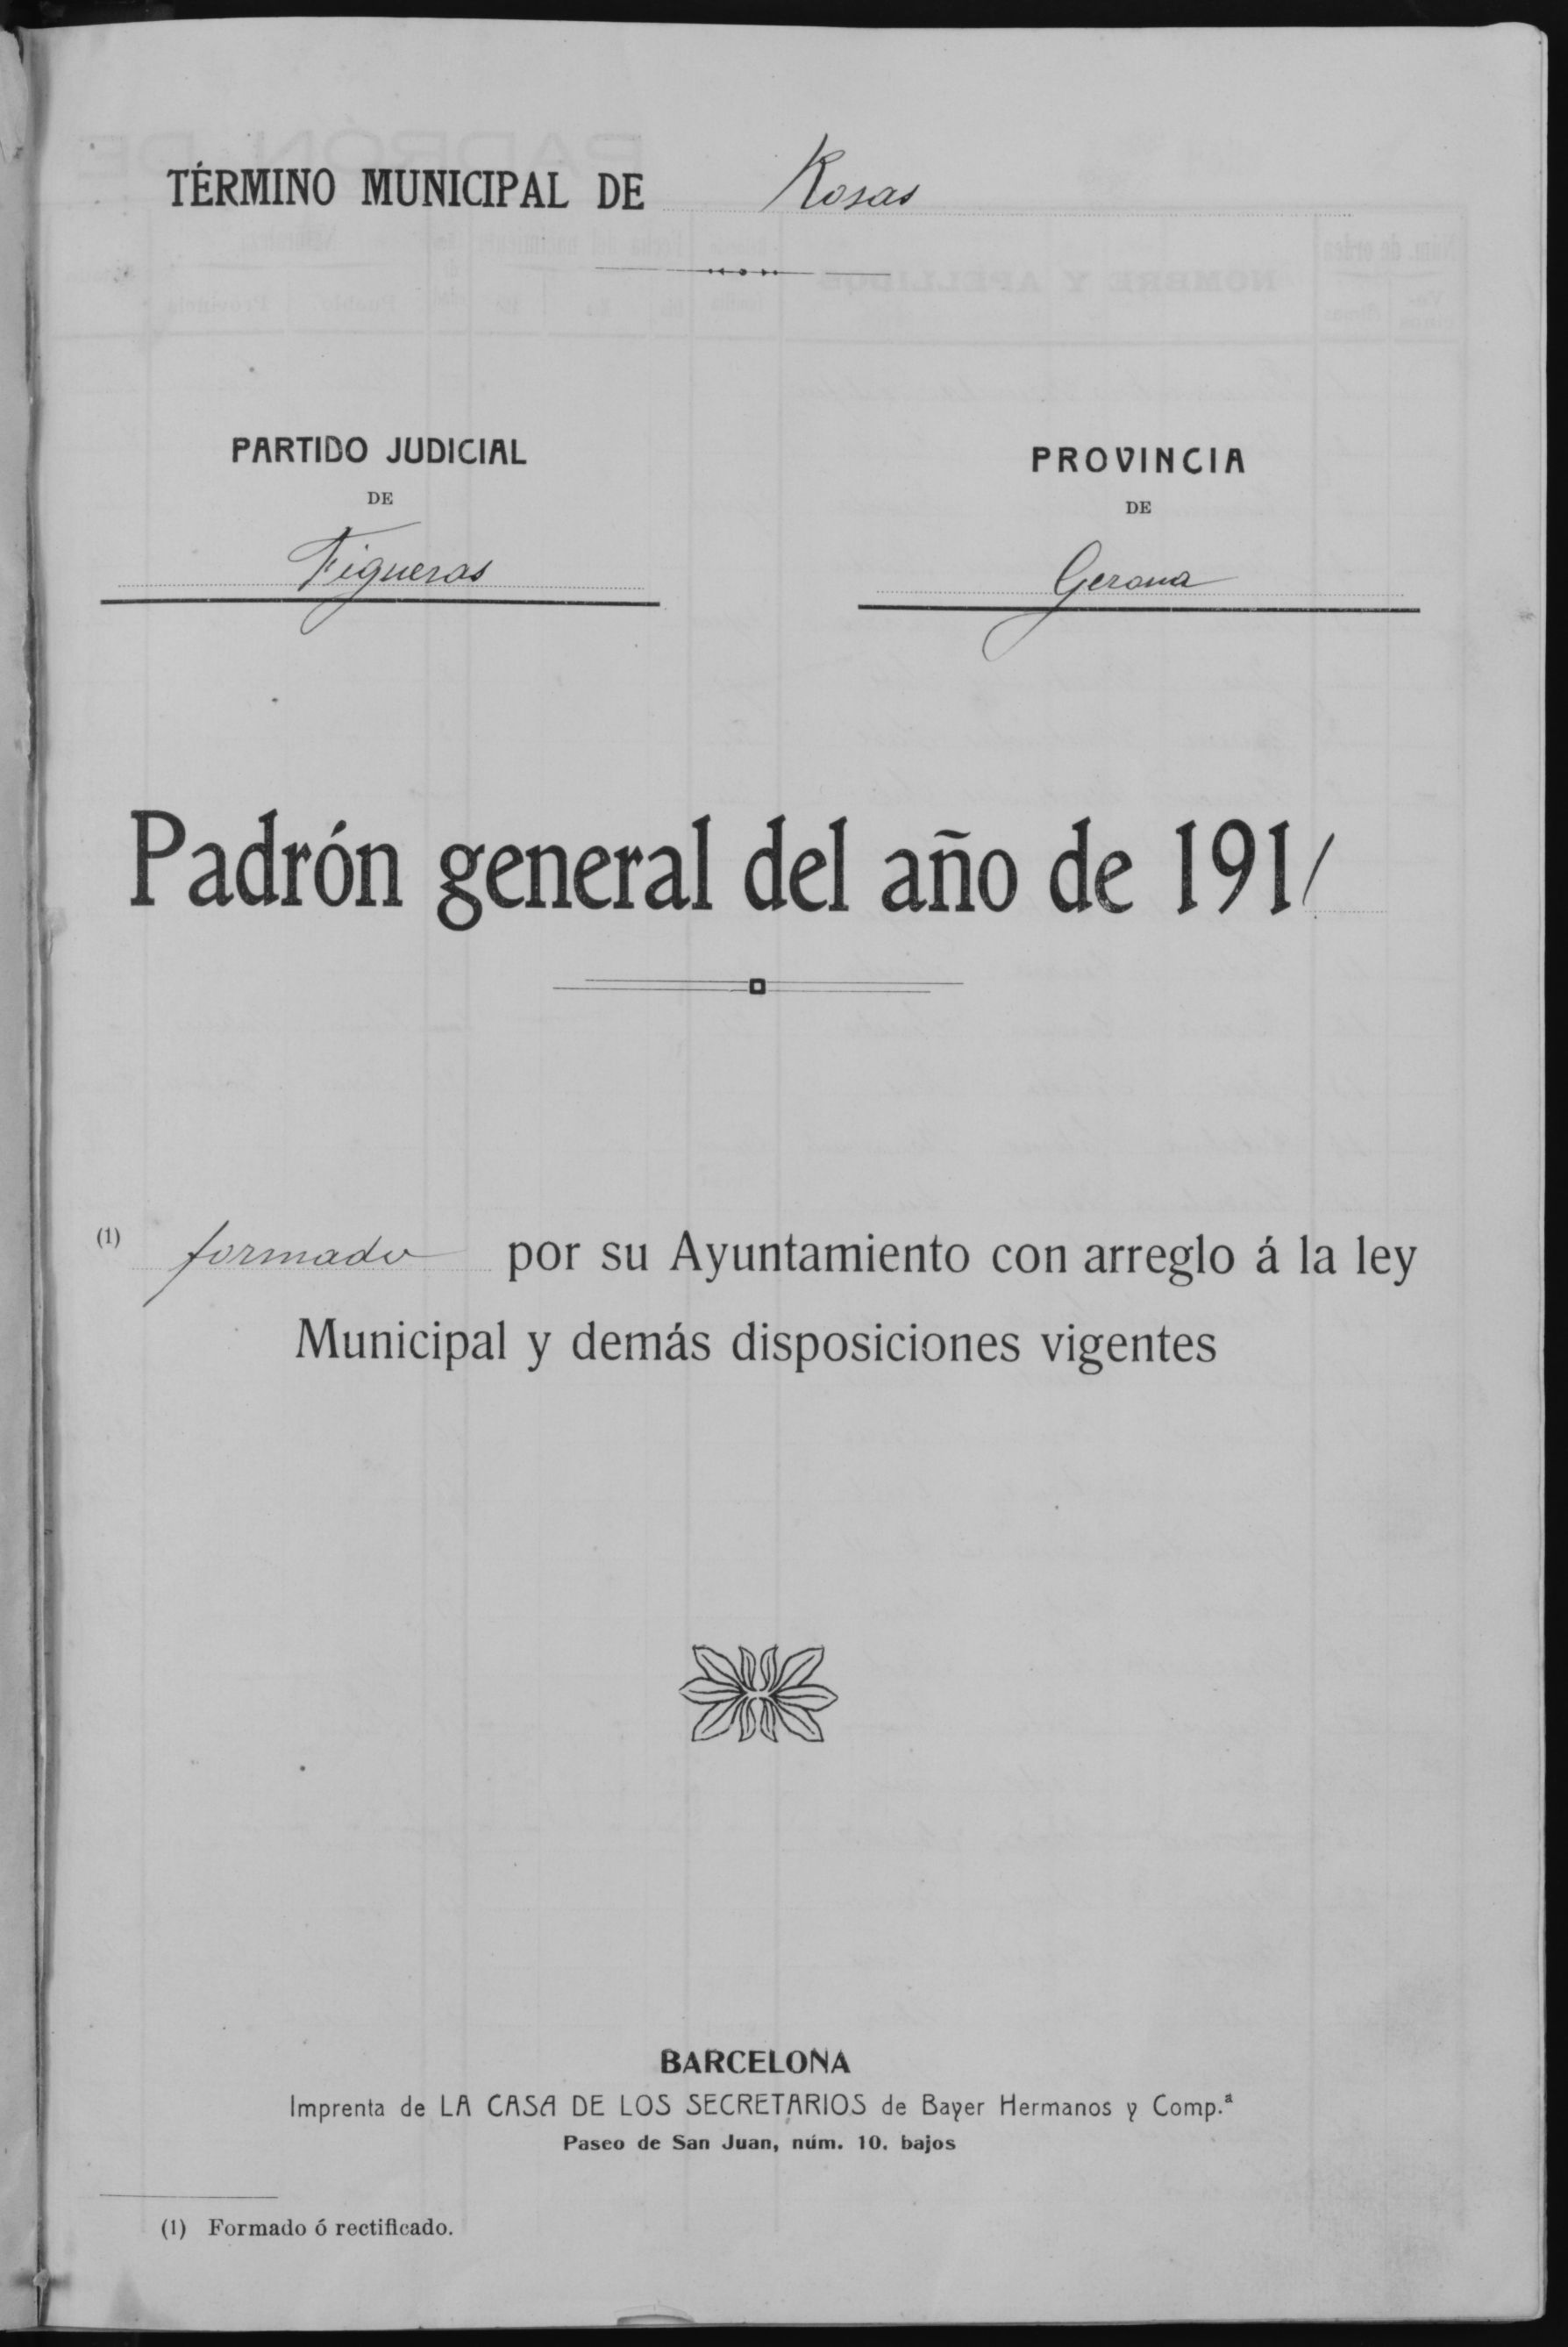 TÉRMINO MUNICIPAL DE Rosas
PARTIDO JUDICIAL
DE
Figueras
PROVINCIA
DE
Gerona
Padrón general del año de 1911
(1) formado por su Ayuntamiento con arreglo á la ley
Municipal y demás disposiciones vigentes
BARCELONA
Imprenta de LA CASA DE LOS SECRETARIOS de Bayer Hermanos y Comp.ª
Paseo de San Juan, núm. 10, bajos
(1) Formado ó rectificado.